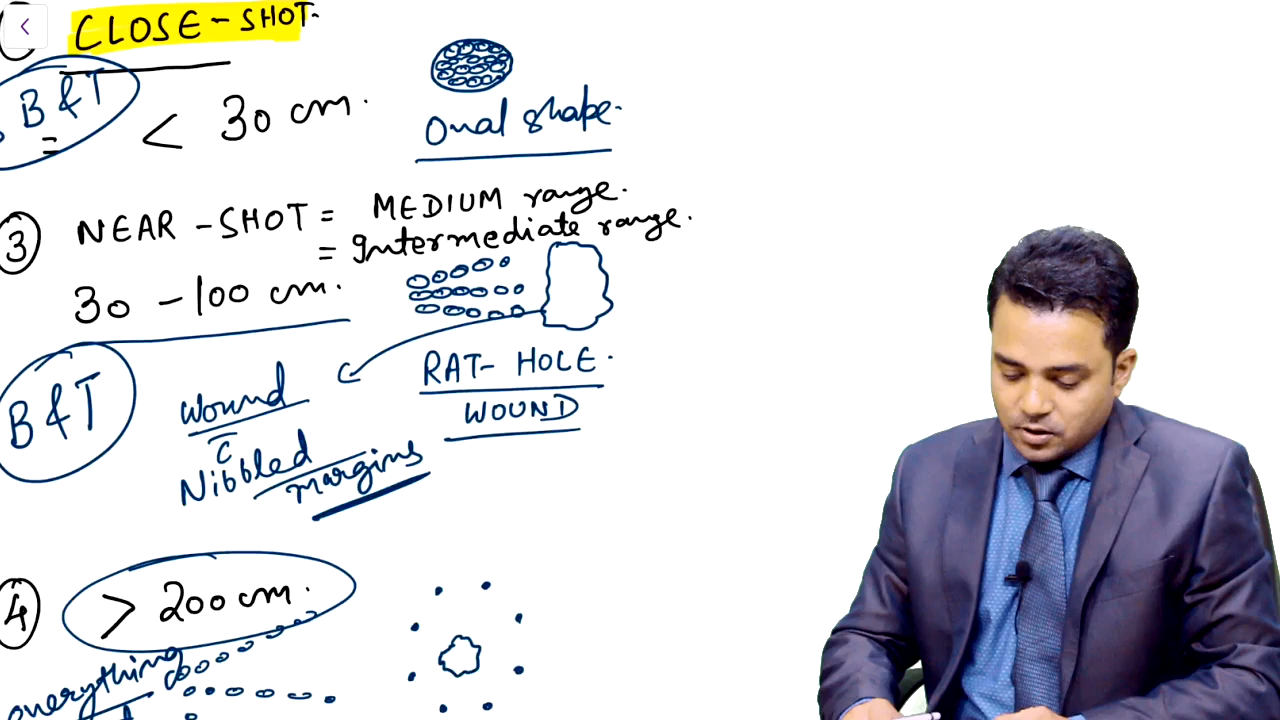 CLOSE-SHOT.
B & T
< 30 cm.
Oval shape.
③ NEAR-SHOT = MEDIUM range.
= Intermediate range.
30 - 100 cm.
B & T
RAT-HOLE.
WOUND
wound
c̅
Nibbled
margins
④ > 200 cm.
everything